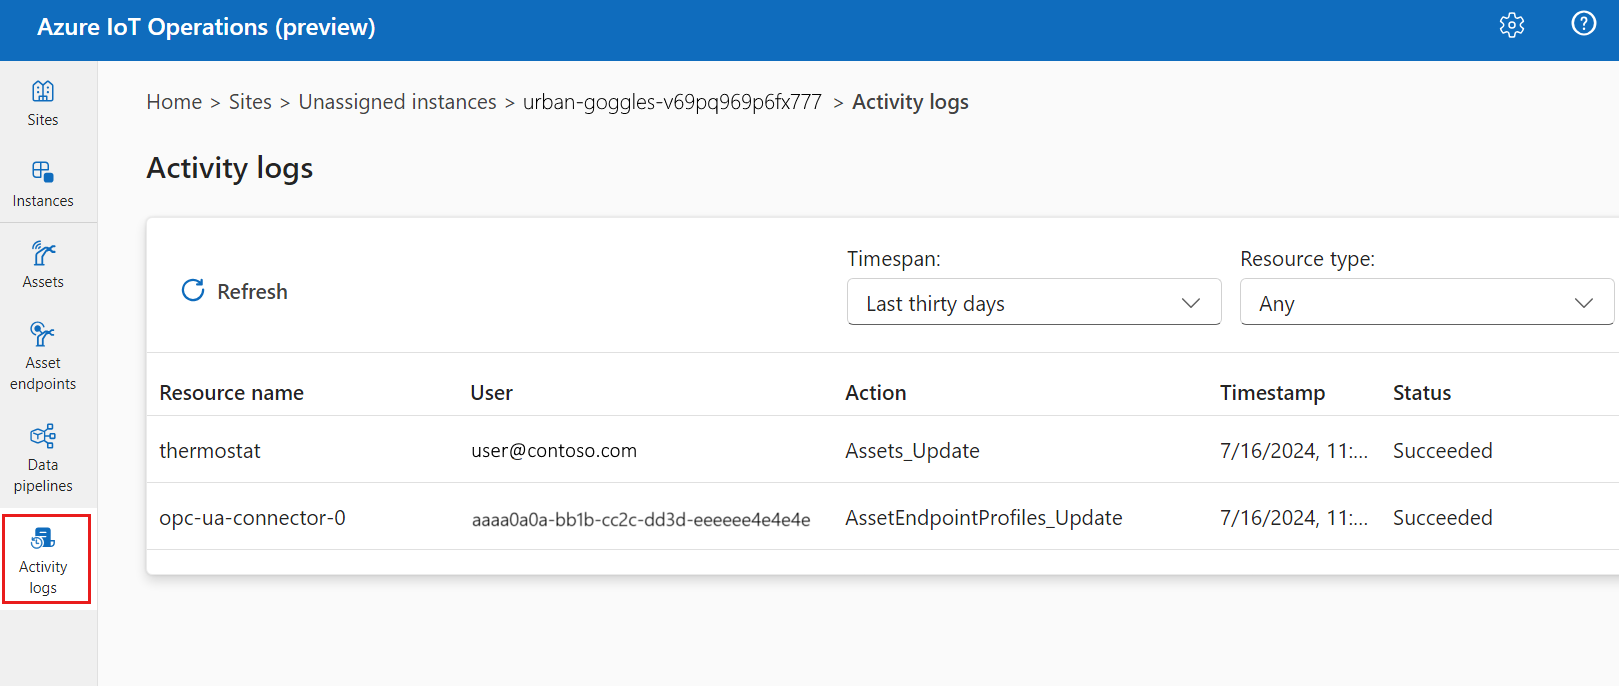 Azure IoT Operations (preview)
Sites
Instances
Assets
Asset
endpoints
Data
pipelines
Activity
logs
Home > Sites > Unassigned instances > urban-goggles-v69pq969p6fx777 > Activity logs
Activity logs
Refresh
Timespan:
Last thirty days
Resource type:
Any
Resource name User Action Timestamp Status
thermostat user@contoso.com Assets_Update 7/16/2024, 11:... Succeeded
opc-ua-connector-0 aaaa0a0a-bb1b-cc2c-dd3d-eeeeee4e4e4e AssetEndpointProfiles_Update 7/16/2024, 11:... Succeeded